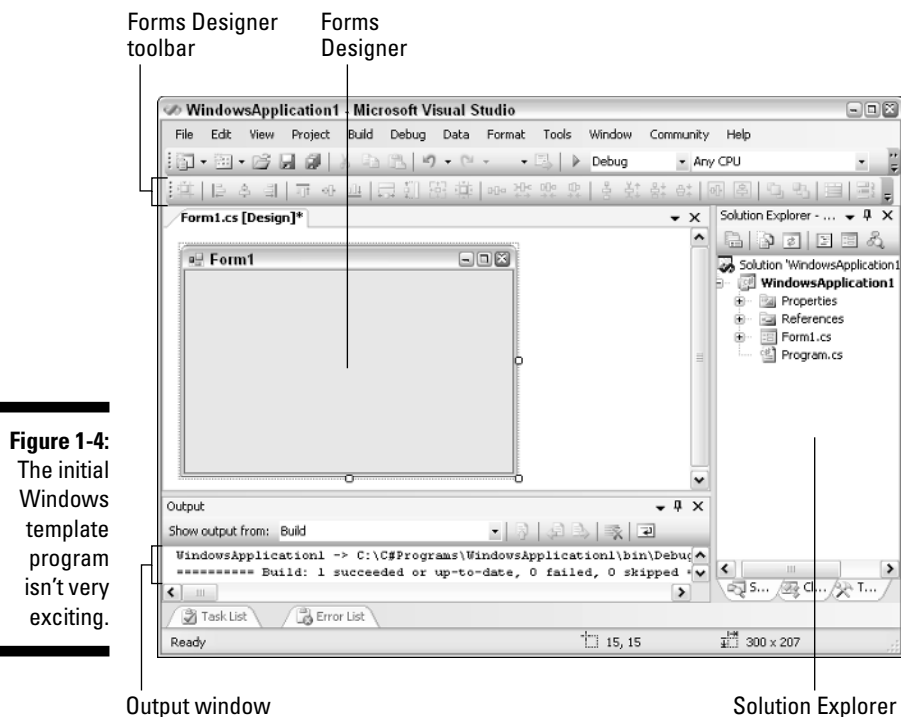 Forms Designer
toolbar
Forms
Designer
WindowsApplication1 - Microsoft Visual Studio
File Edit View Project Build Debug Data Format Tools Window Community Help
Debug Any CPU
Form1.cs [Design]*
Solution Explorer - ...
Form1
Solution 'WindowsApplication1
WindowsApplication1
Properties
References
Form1.cs
Program.cs
Figure 1-4:
The initial
Windows
template
program
isn't very
exciting.
Output
Show output from: Build
WindowsApplication1 -> C:\C#Programs\WindowsApplication1\bin\Debug
========== Build: 1 succeeded or up-to-date, 0 failed, 0 skipped
S... Cl... T...
Task List Error List
Ready 15, 15 300 x 207
Output window
Solution Explorer